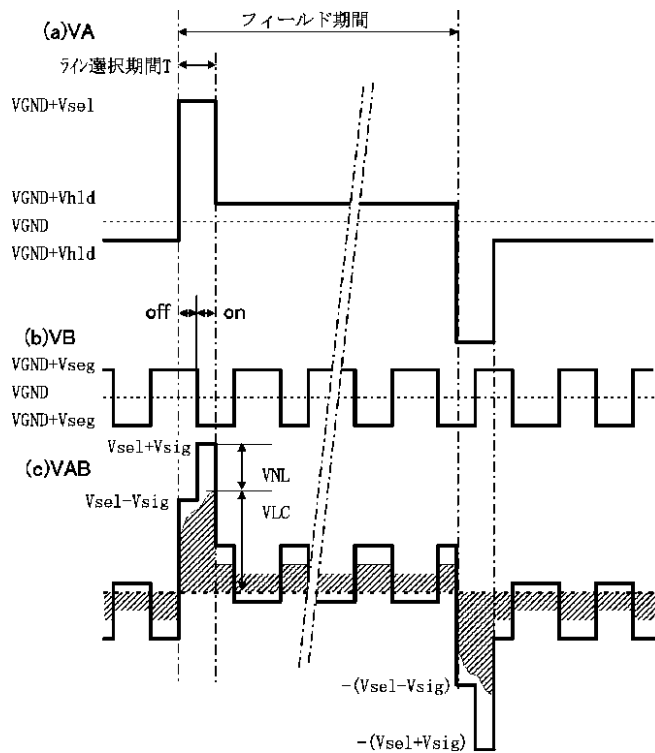 (a)VA
フィールド期間
ライン選択期間T
VGND+Vsel
VGND+Vhld
VGND
VGND+Vhld
off
on
(b)VB
VGND+Vseg
VGND
VGND+Vseg
Vsel+Vsig
(c)VAB
VNL
Vsel-Vsig
VLC
-(Vsel-Vsig)
-(Vsel+Vsig)